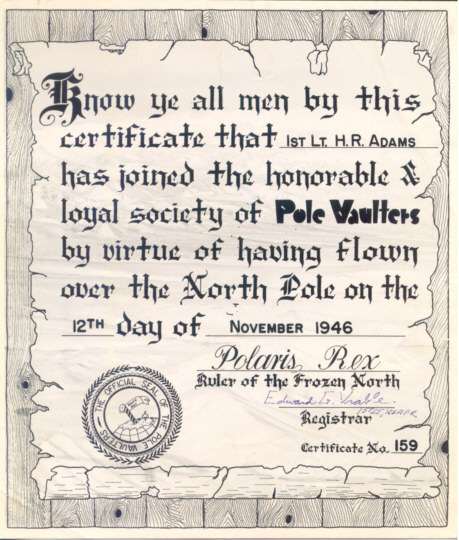 Know ye all men by this
certificate that 1ST LT. H.R. ADAMS
has joined the honorable &
loyal society of Pole Vaulters
by virtue of having flown
over the North Pole on the
12TH day of NOVEMBER 1946
Polaris Rex
Ruler of the Frozen North
Edward G.
Registrar
Certificate No. 159
THE OFFICIAL SEAL OF THE POLE VAULTERS